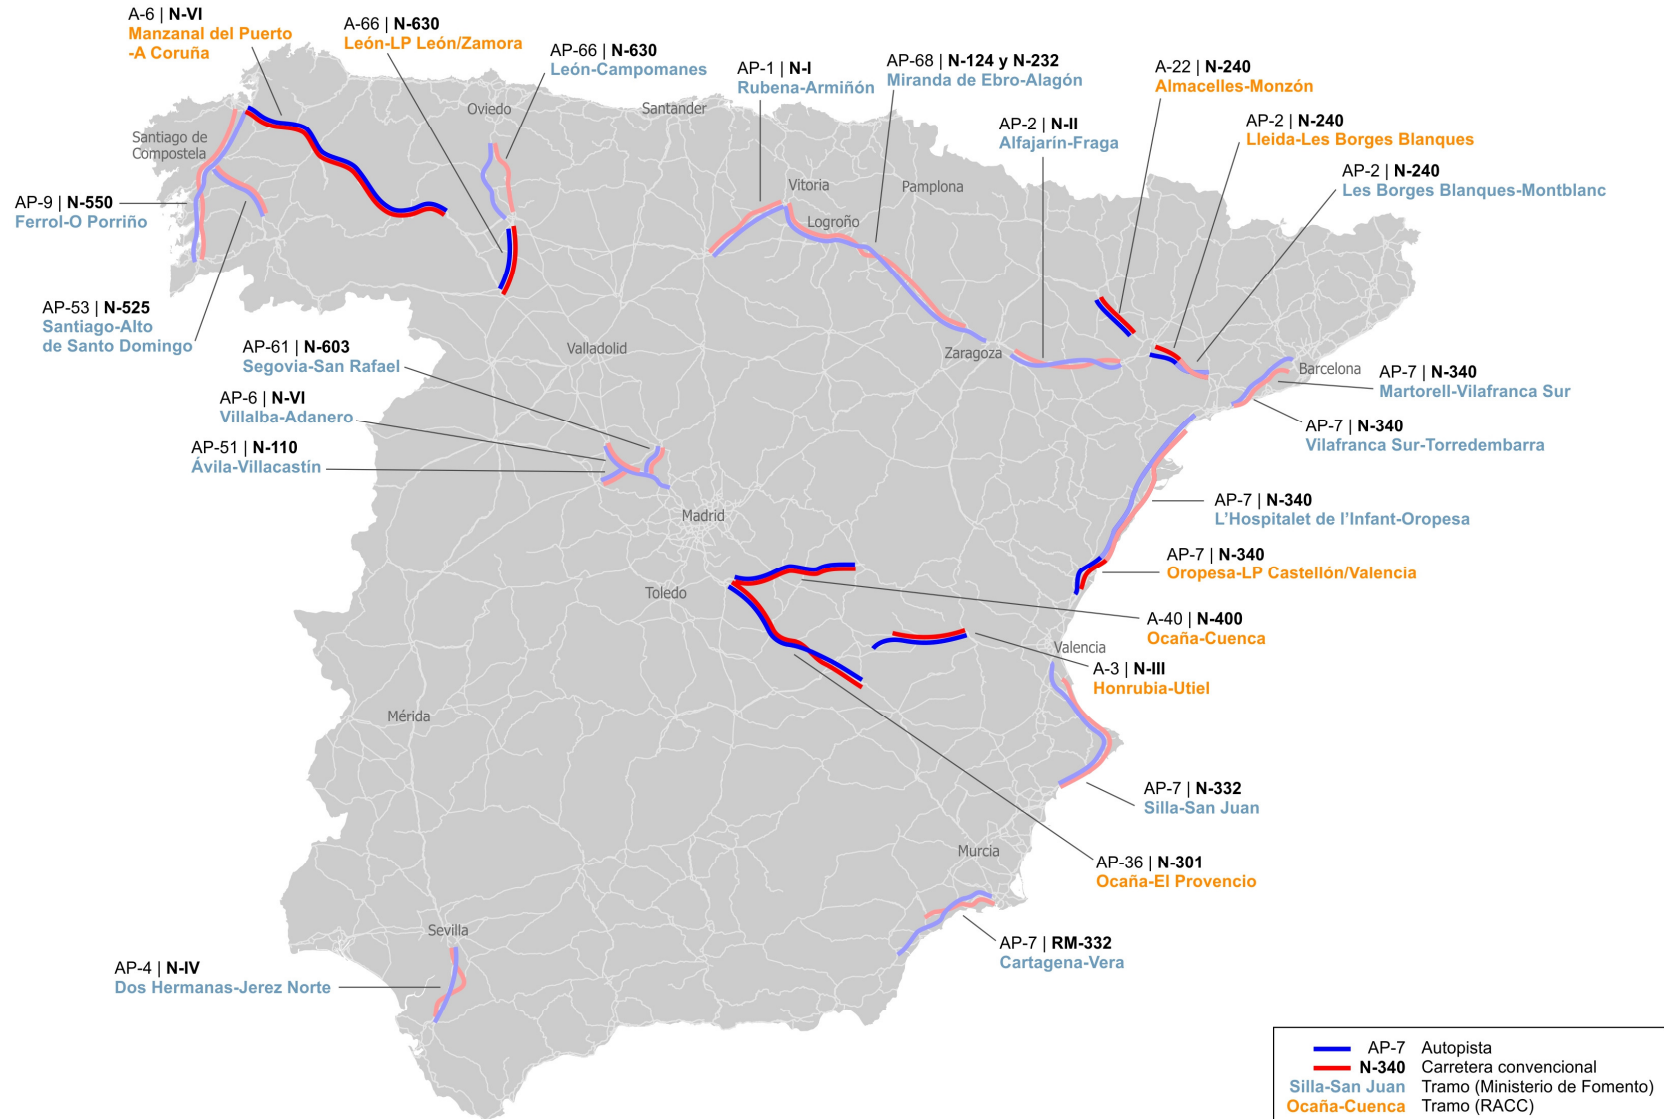 A-6 | N-VI
Manzanal del Puerto
-A Coruña
A-66 | N-630
León-LP León/Zamora
AP-66 | N-630
León-Campomanes
AP-1 | N-I
Rubena-Armiñón
AP-68 | N-124 y N-232
Miranda de Ebro-Alagón
A-22 | N-240
Almacelles-Monzón
AP-2 | N-II
Alfajarín-Fraga
AP-2 | N-240
Lleida-Les Borges Blanques
AP-2 | N-240
Les Borges Blanques-Montblanc
Oviedo
Santander
Santiago de
Compostela
Vitoria
Pamplona
Logroño
AP-9 | N-550
Ferrol-O Porriño
AP-53 | N-525
Santiago-Alto
de Santo Domingo
AP-61 | N-603
Segovia-San Rafael
Valladolid
Zaragoza
Barcelona
AP-7 | N-340
Martorell-Vilafranca Sur
AP-6 | N-VI
Villalba-Adanero
AP-7 | N-340
Vilafranca Sur-Torredembarra
AP-51 | N-110
Ávila-Villacastín
AP-7 | N-340
L'Hospitalet de l'Infant-Oropesa
Madrid
AP-7 | N-340
Oropesa-LP Castellón/Valencia
Toledo
A-40 | N-400
Ocaña-Cuenca
Valencia
A-3 | N-III
Honrubia-Utiel
Mérida
AP-7 | N-332
Silla-San Juan
Murcia
AP-36 | N-301
Ocaña-El Provencio
Sevilla
AP-7 | RM-332
Cartagena-Vera
AP-4 | N-IV
Dos Hermanas-Jerez Norte
AP-7 Autopista
N-340 Carretera convencional
Silla-San Juan Tramo (Ministerio de Fomento)
Ocaña-Cuenca Tramo (RACC)